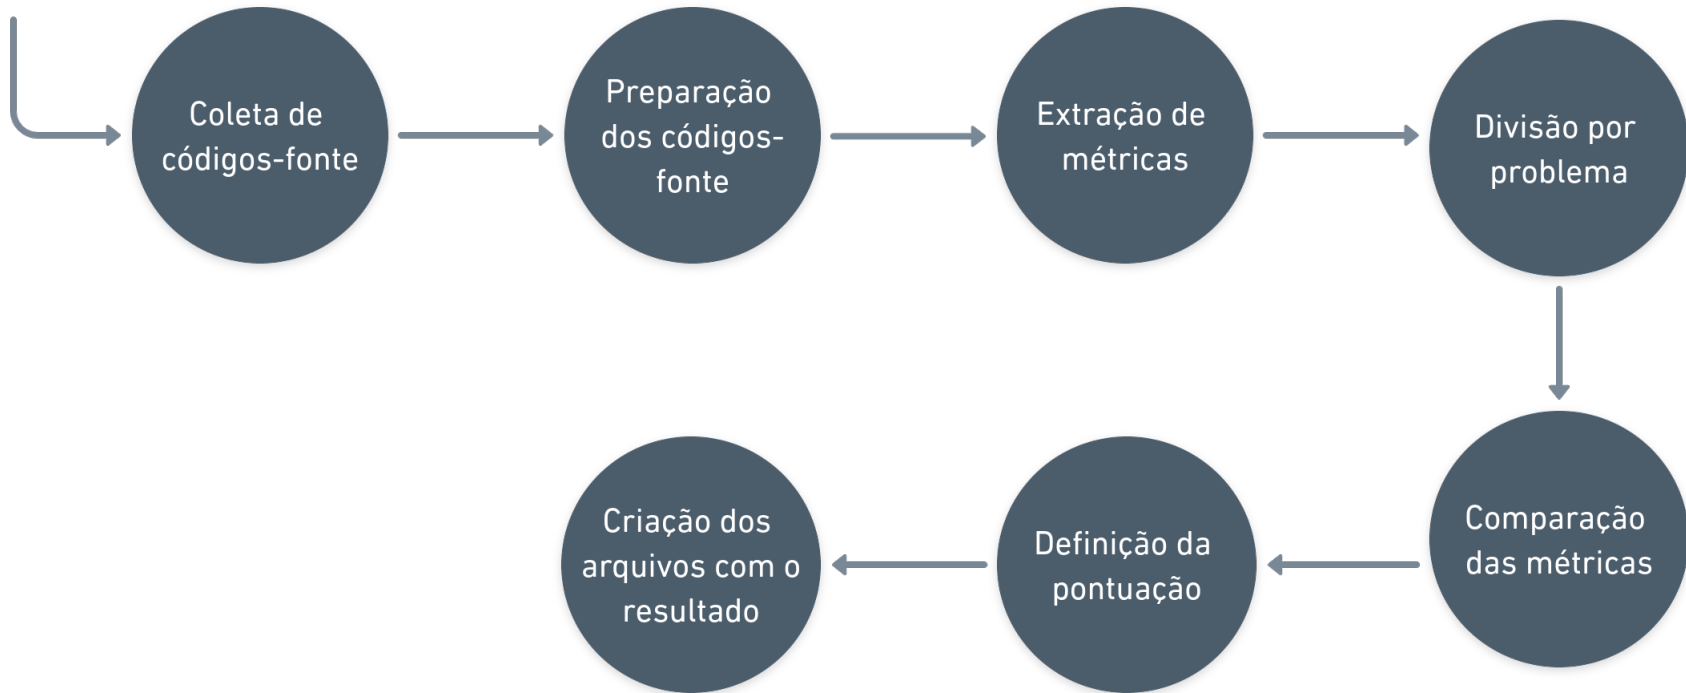 Coleta de
códigos-fonte
Preparação
dos códigos-
fonte
Extração de
métricas
Divisão por
problema
Comparação
das métricas
Definição da
pontuação
Criação dos
arquivos com o
resultado